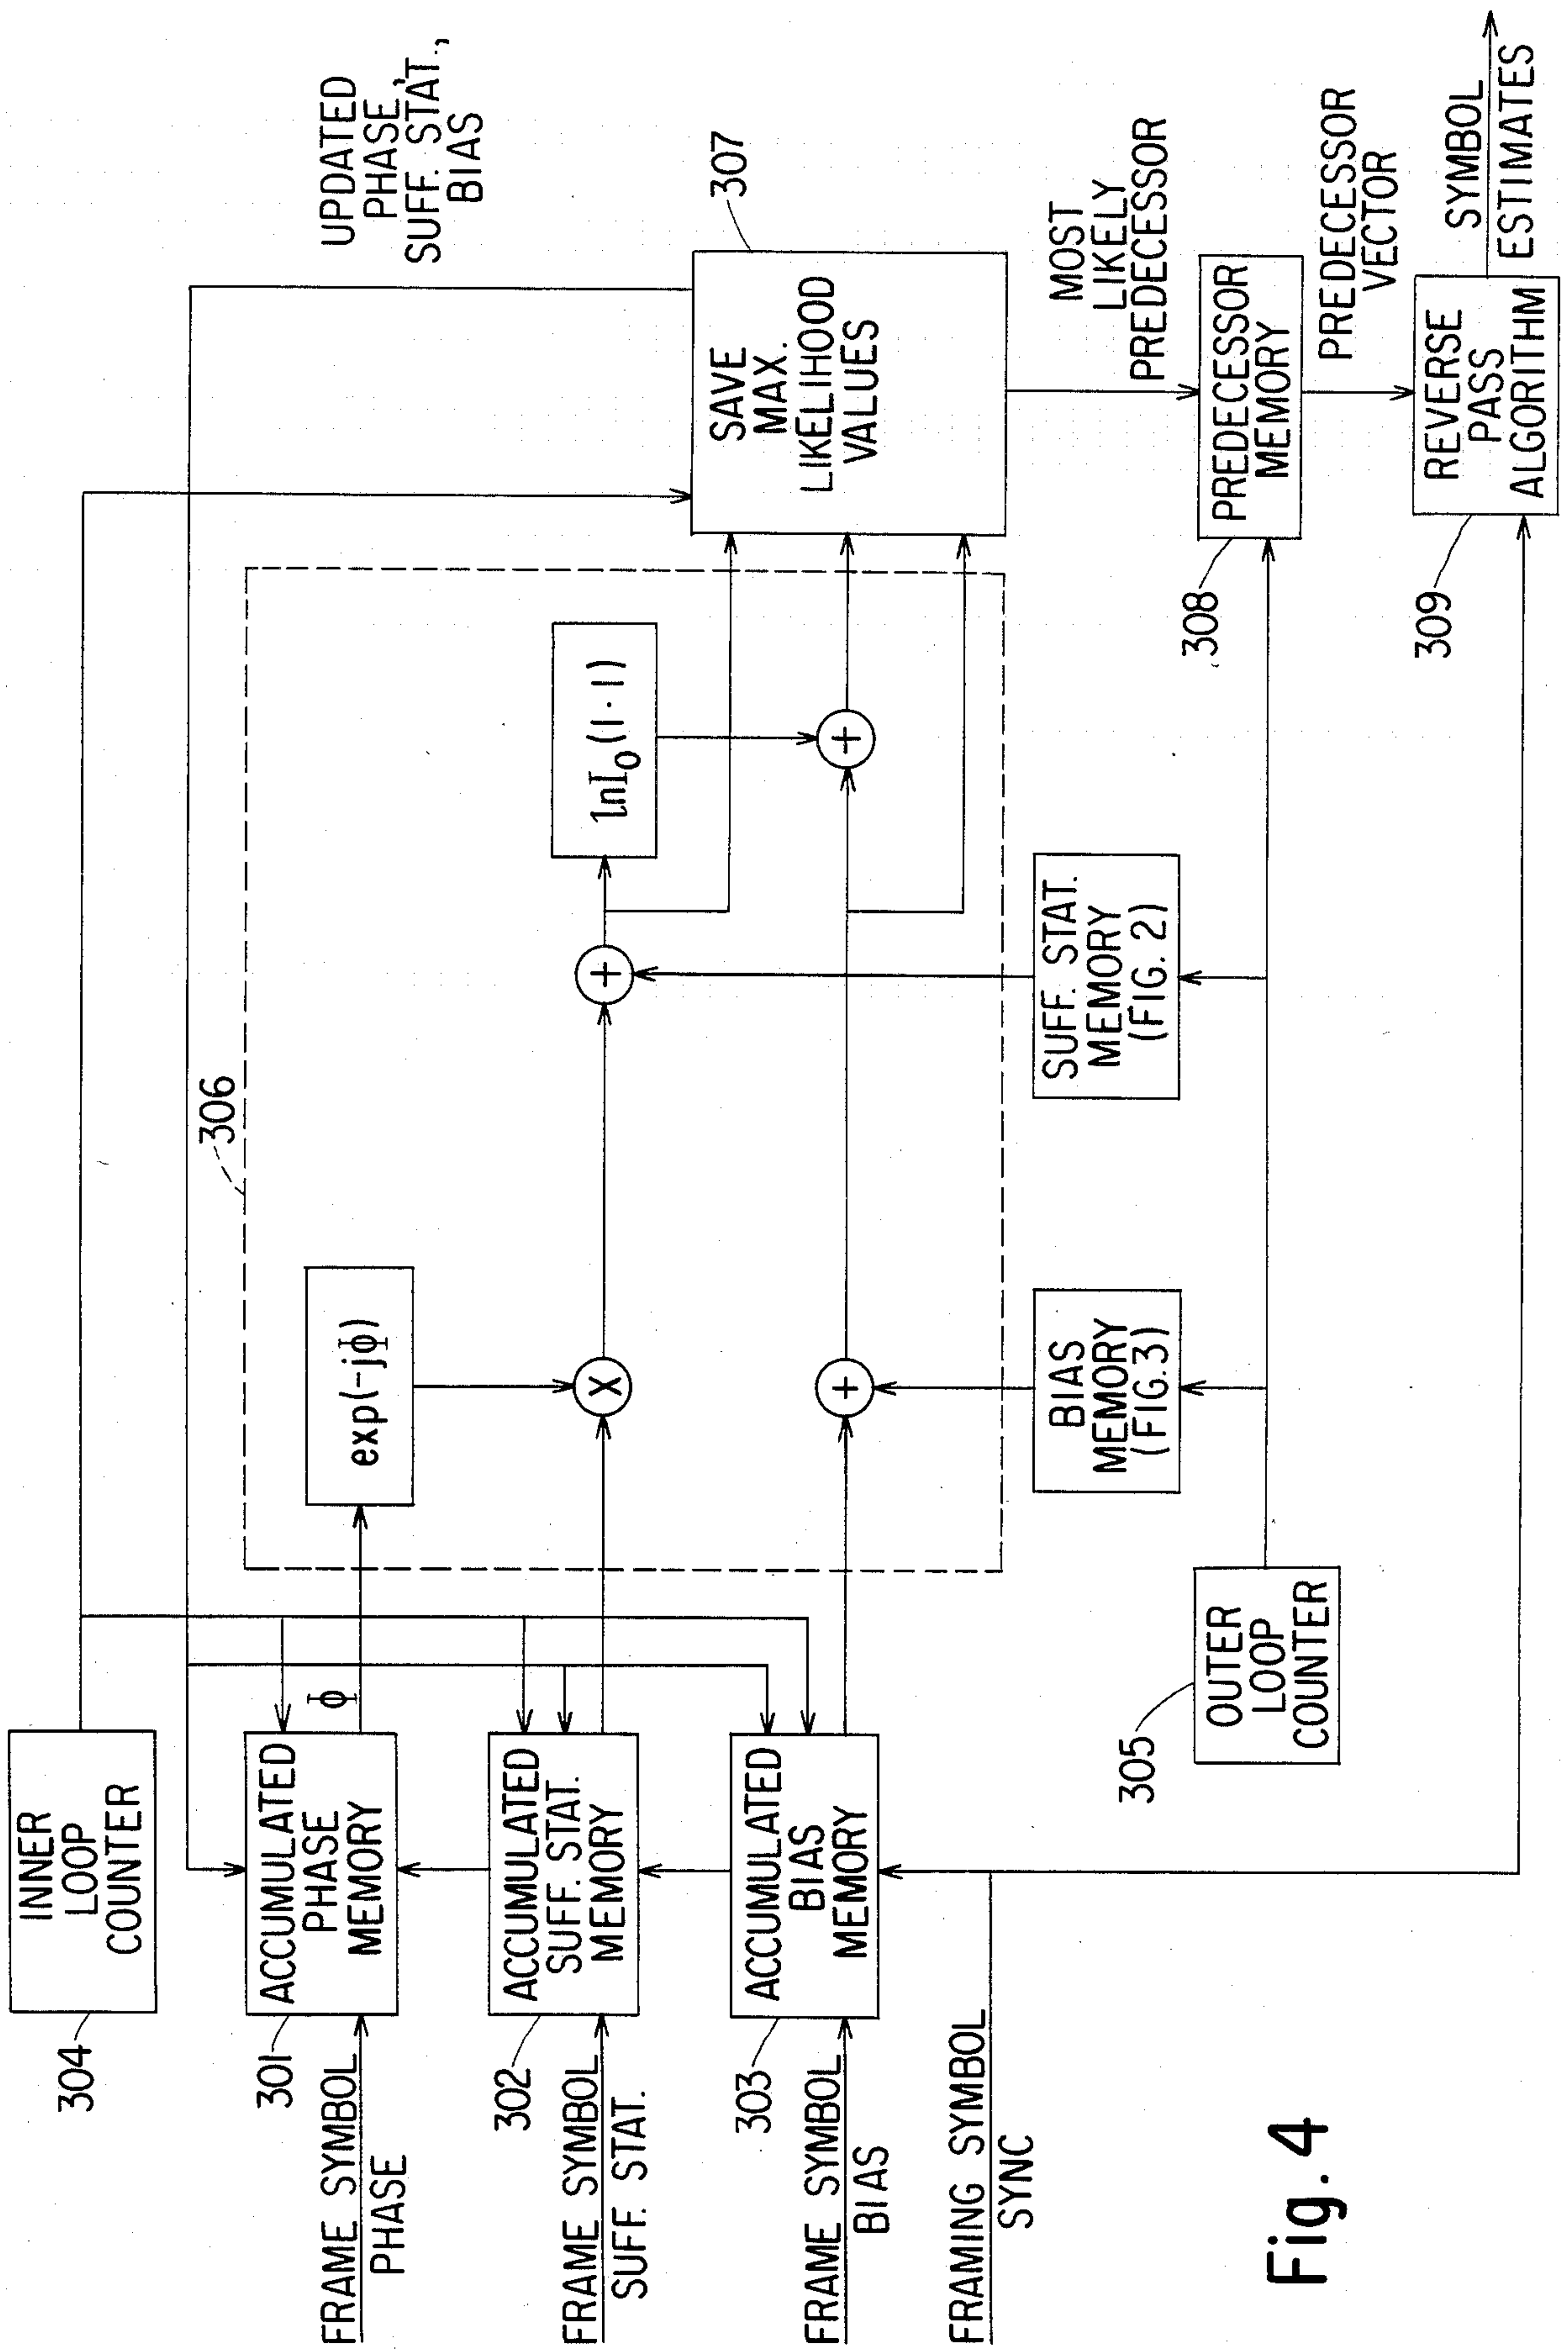 304
INNER
LOOP
COUNTER
UPDATED
PHASE,
SUFF. STAT.,
BIAS
301
FRAME SYMBOL
PHASE
ACCUMULATED
PHASE
MEMORY
Φ
exp(-jΦ)
306
302
FRAME SYMBOL
SUFF. STAT.
ACCUMULATED
SUFF. STAT.
MEMORY
X
+
lnI0(|·|)
303
FRAME SYMBOL
BIAS
ACCUMULATED
BIAS
MEMORY
+
+
307
SAVE
MAX.
LIKELIHOOD
VALUES
FRAMING SYMBOL
SYNC
BIAS
MEMORY
(FIG.3)
SUFF. STAT.
MEMORY
(FIG. 2)
MOST
LIKELY
PREDECESSOR
305
OUTER
LOOP
COUNTER
308
PREDECESSOR
MEMORY
PREDECESSOR
VECTOR
309
REVERSE
PASS
ALGORITHM
SYMBOL
ESTIMATES
Fig. 4